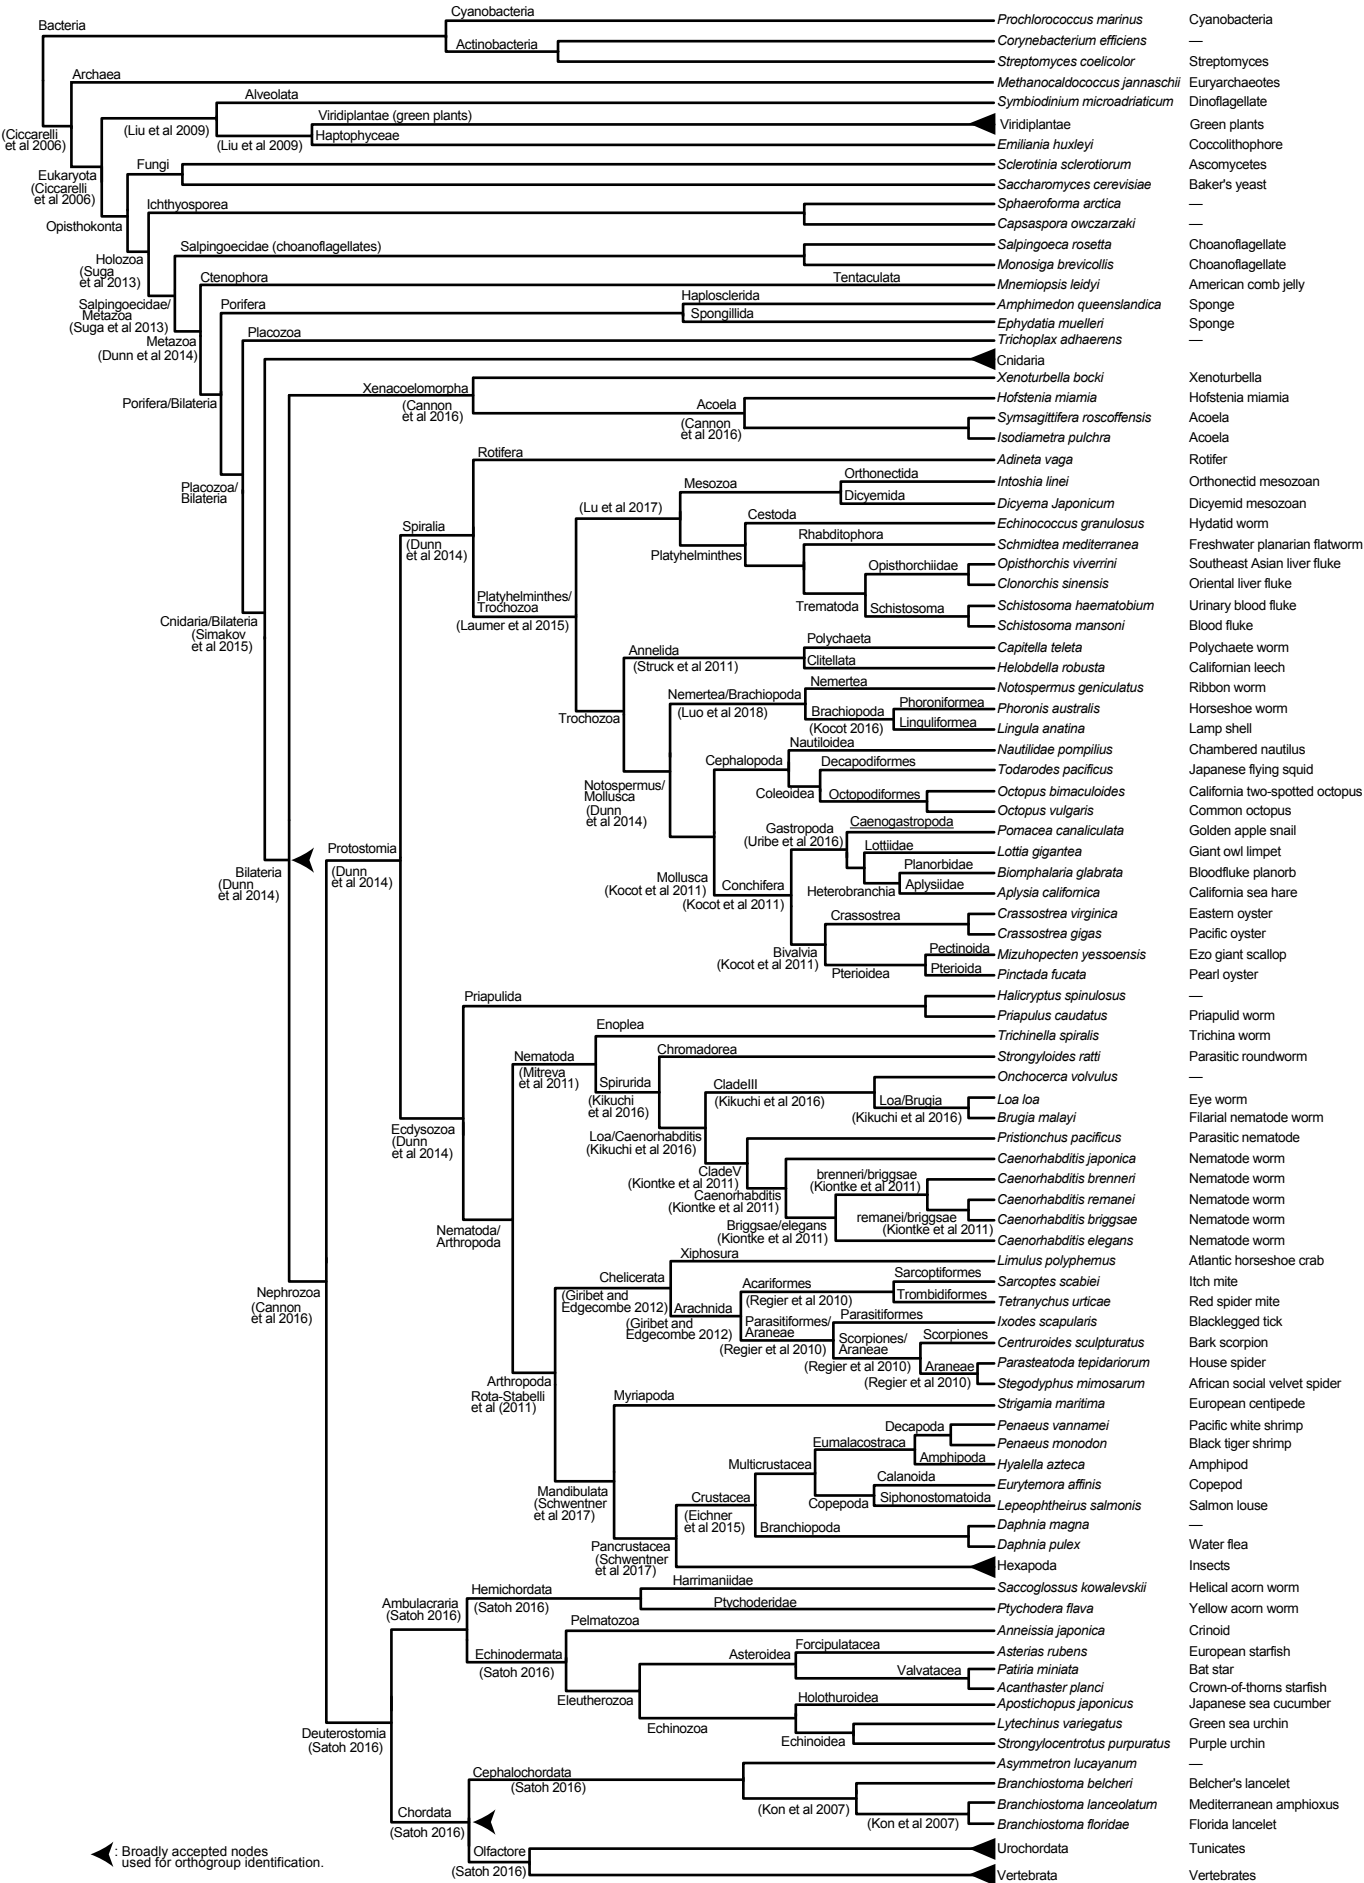 Cyanobacteria
Bacteria
Prochlorococcus marinus Cyanobacteria
Actinobacteria
Corynebacterium efficiens —
Streptomyces coelicolor Streptomyces
Archaea
Methanocaldococcus jannaschii Euryarchaeotes
Alveolata
Symbiodinium microadriaticum Dinoflagellate
(Liu et al 2009)
Viridiplantae (green plants)
Viridiplantae Green plants
(Ciccarelli
et al 2006)
(Liu et al 2009)
Haptophyceae
Emiliania huxleyi Coccolithophore
Fungi
Sclerotinia sclerotiorum Ascomycetes
Eukaryota
(Ciccarelli
et al 2006)
Saccharomyces cerevisiae Baker's yeast
Ichthyosporea
Sphaeroforma arctica —
Opisthokonta
Capsaspora owczarzaki —
Salpingoecidae (choanoflagellates)
Salpingoeca rosetta Choanoflagellate
Holozoa
(Suga
et al 2013)
Monosiga brevicollis Choanoflagellate
Ctenophora
Tentaculata
Mnemiopsis leidyi American comb jelly
Salpingoecidae/
Metazoa
(Suga et al 2013)
Porifera
Haplosclerida
Amphimedon queenslandica Sponge
Spongillida
Ephydatia muelleri Sponge
Metazoa
(Dunn et al 2014)
Placozoa
Trichoplax adhaerens —
Cnidaria
Xenoturbella bocki Xenoturbella
Xenacoelomorpha
(Cannon
et al 2016)
Porifera/Bilateria
Acoela
(Cannon
et al 2016)
Hofstenia miamia Hofstenia miamia
Symsagittifera roscoffensis Acoela
Isodiametra pulchra Acoela
Rotifera
Adineta vaga Rotifer
Placozoa/
Bilateria
Mesozoa
Orthonectida
Intoshia linei Orthonectid mesozoan
Dicyemida
Dicyema Japonicum Dicyemid mesozoan
(Lu et al 2017)
Cestoda
Echinococcus granulosus Hydatid worm
Spiralia
(Dunn
et al 2014)
Platyhelminthes
Rhabditophora
Schmidtea mediterranea Freshwater planarian flatworm
Opisthorchiidae
Opisthorchis viverrini Southeast Asian liver fluke
Clonorchis sinensis Oriental liver fluke
Platyhelminthes/
Trochozoa
(Laumer et al 2015)
Trematoda
Schistosoma
Schistosoma haematobium Urinary blood fluke
Schistosoma mansoni Blood fluke
Cnidaria/Bilateria
(Simakov
et al 2015)
Annelida
(Struck et al 2011)
Polychaeta
Capitella teleta Polychaete worm
Clitellata
Helobdella robusta Californian leech
Nemertea/Brachiopoda
(Luo et al 2018)
Nemertea
Notospermus geniculatus Ribbon worm
Trochozoa
Brachiopoda
(Kocot 2016)
Phoroniformea
Phoronis australis Horseshoe worm
Linguliformea
Lingula anatina Lamp shell
Cephalopoda
Nautiloidea
Nautilidae pompilius Chambered nautilus
Decapodiformes
Todarodes pacificus Japanese flying squid
Notospermus/
Mollusca
(Dunn
et al 2014)
Coleoidea
Octopodiformes
Octopus bimaculoides California two-spotted octopus
Octopus vulgaris Common octopus
Gastropoda
(Uribe et al 2016)
Caenogastropoda
Pomacea canaliculata Golden apple snail
Lottiidae
Lottia gigantea Giant owl limpet
Bilateria
(Dunn
et al 2014)
Protostomia
(Dunn
et al 2014)
Mollusca
(Kocot et al 2011)
Conchifera
(Kocot et al 2011)
Heterobranchia
Planorbidae
Biomphalaria glabrata Bloodfluke planorb
Aplysiidae
Aplysia californica California sea hare
Crassostrea
Crassostrea virginica Eastern oyster
Crassostrea gigas Pacific oyster
Bivalvia
(Kocot et al 2011)
Pterioidea
Pectinoida
Mizuhopecten yessoensis Ezo giant scallop
Pterioida
Pinctada fucata Pearl oyster
Priapulida
Halicryptus spinulosus —
Priapulus caudatus Priapulid worm
Enoplea
Trichinella spiralis Trichina worm
Nematoda
(Mitreva
et al 2011)
Chromadorea
Strongyloides ratti Parasitic roundworm
Spirurida
(Kikuchi
et al 2016)
CladeIII
(Kikuchi et al 2016)
Onchocerca volvulus —
Loa/Brugia
(Kikuchi et al 2016)
Loa loa Eye worm
Brugia malayi Filarial nematode worm
Ecdysozoa
(Dunn
et al 2014)
Loa/Caenorhabditis
(Kikuchi et al 2016)
Pristionchus pacificus Parasitic nematode
CladeV
(Kiontke et al 2011)
Caenorhabditis japonica Nematode worm
Caenorhabditis
(Kiontke et al 2011)
brenneri/briggsae
(Kiontke et al 2011)
Caenorhabditis brenneri Nematode worm
Caenorhabditis remanei Nematode worm
remanei/briggsae
(Kiontke et al 2011)
Caenorhabditis briggsae Nematode worm
Briggsae/elegans
(Kiontke et al 2011)
Caenorhabditis elegans Nematode worm
Nematoda/
Arthropoda
Xiphosura
Limulus polyphemus Atlantic horseshoe crab
Chelicerata
(Giribet and
Edgecombe 2012)
Acariformes
(Regier et al 2010)
Sarcoptiformes
Sarcoptes scabiei Itch mite
Trombidiformes
Tetranychus urticae Red spider mite
Nephrozoa
(Cannon
et al 2016)
Arachnida
(Giribet and
Edgecombe 2012)
Parasitiformes/
Araneae
(Regier et al 2010)
Parasitiformes
Ixodes scapularis Blacklegged tick
Scorpiones/
Araneae
(Regier et al 2010)
Scorpiones
Centruroides sculpturatus Bark scorpion
Araneae
(Regier et al 2010)
Parasteatoda tepidariorum House spider
Stegodyphus mimosarum African social velvet spider
Arthropoda
Rota-Stabelli
et al (2011)
Myriapoda
Strigamia maritima European centipede
Decapoda
Penaeus vannamei Pacific white shrimp
Penaeus monodon Black tiger shrimp
Eumalacostraca
Amphipoda
Hyalella azteca Amphipod
Multicrustacea
Calanoida
Eurytemora affinis Copepod
Copepoda
Siphonostomatoida
Lepeophtheirus salmonis Salmon louse
Mandibulata
(Schwentner
et al 2017)
Crustacea
(Eichner
et al 2015)
Branchiopoda
Daphnia magna —
Daphnia pulex Water flea
Pancrustacea
(Schwentner
et al 2017)
Hexapoda Insects
Hemichordata
(Satoh 2016)
Harrimaniidae
Saccoglossus kowalevskii Helical acorn worm
Ptychoderidae
Ptychodera flava Yellow acorn worm
Ambulacraria
(Satoh 2016)
Pelmatozoa
Anneissia japonica Crinoid
Echinodermata
(Satoh 2016)
Asteroidea
Forcipulatacea
Asterias rubens European starfish
Valvatacea
Patiria miniata Bat star
Acanthaster planci Crown-of-thorns starfish
Eleutherozoa
Holothuroidea
Apostichopus japonicus Japanese sea cucumber
Echinozoa
Echinoidea
Lytechinus variegatus Green sea urchin
Strongylocentrotus purpuratus Purple urchin
Deuterostomia
(Satoh 2016)
Asymmetron lucayanum —
Cephalochordata
(Satoh 2016)
Branchiostoma belcheri Belcher's lancelet
(Kon et al 2007)
Branchiostoma lanceolatum Mediterranean amphioxus
(Kon et al 2007)
Branchiostoma floridae Florida lancelet
Chordata
(Satoh 2016)
Olfactore
(Satoh 2016)
Urochordata Tunicates
Vertebrata Vertebrates
: Broadly accepted nodes
used for orthogroup identification.